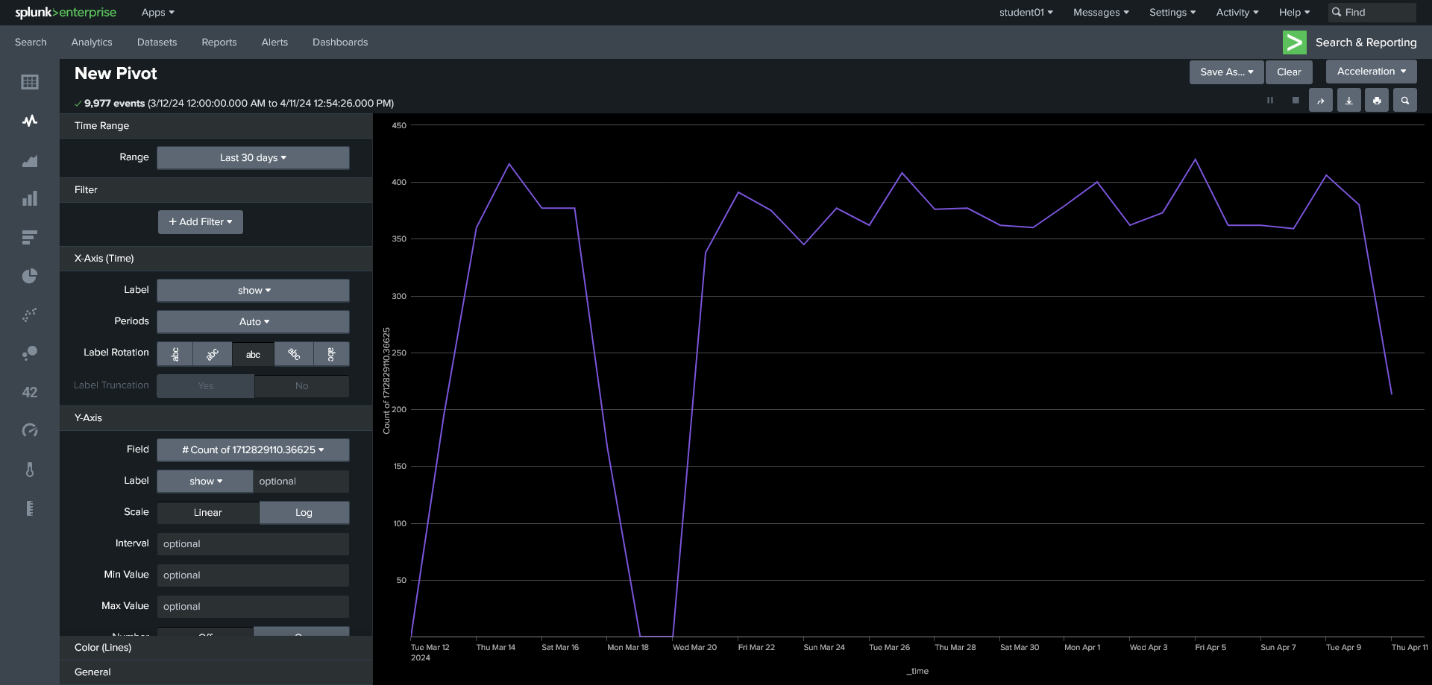 splunk>enterprise Apps student01 Messages Settings Activity Help Find
Search Analytics Datasets Reports Alerts Dashboards Search & Reporting
New Pivot
Save As... Clear Acceleration
9,977 events (3/12/24 12:00:00.000 AM to 4/11/24 12:54:26.000 PM)
Time Range
Range Last 30 days
Filter
+ Add Filter
X-Axis (Time)
Label show
Periods Auto
Label Rotation abc abc abc abc abc
Label Truncation Yes No
Y-Axis
Field # Count of 1712829110.36625
Label show optional
Scale Linear Log
Interval optional
Min Value optional
Max Value optional
Color (Lines)
General
42
450
400
350
300
250
200
150
100
50
Count of 1712829110.36625
Tue Mar 12 Thu Mar 14 Sat Mar 16 Mon Mar 18 Wed Mar 20 Fri Mar 22 Sun Mar 24 Tue Mar 26 Thu Mar 28 Sat Mar 30 Mon Apr 1 Wed Apr 3 Fri Apr 5 Sun Apr 7 Tue Apr 9 Thu Apr 11
2024
_time